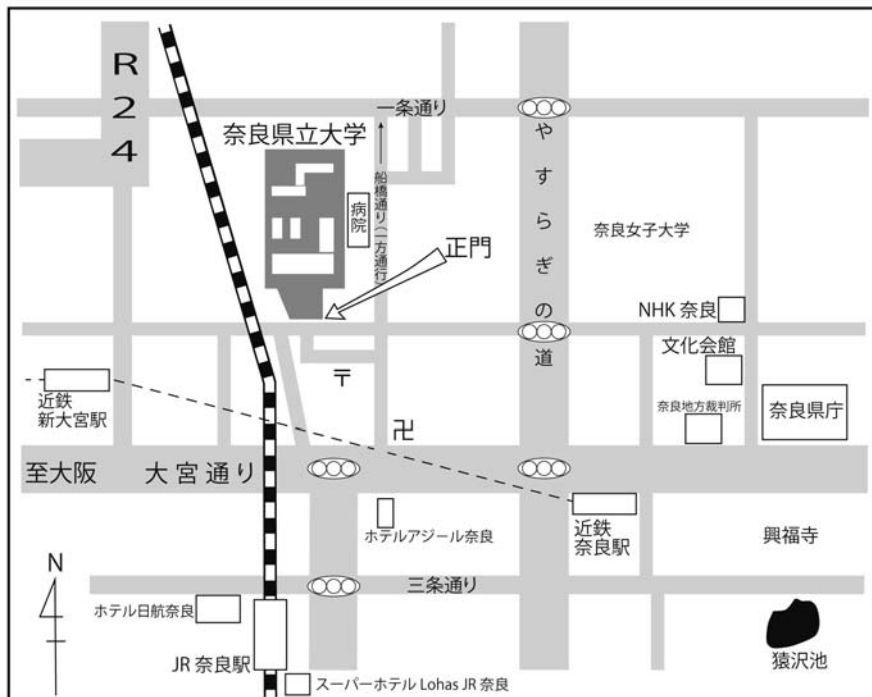 R24
一条通り
奈良県立大学
病院
船橋通り(一方通行)
正門
やすらぎの道
奈良女子大学
NHK 奈良
文化会館
奈良地方裁判所
奈良県庁
〒
卍
近鉄
新大宮駅
至大阪
大宮通り
ホテルアジール奈良
近鉄
奈良駅
興福寺
三条通り
N
ホテル日航奈良
JR 奈良駅
スーパーホテル Lohas JR 奈良
猿沢池